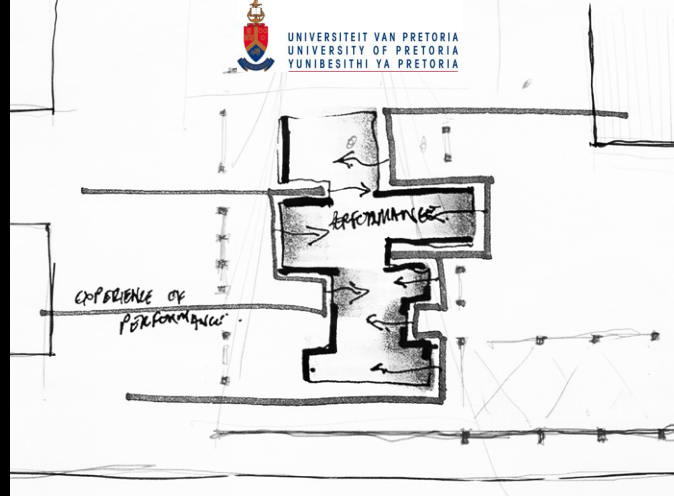 UNIVERSITEIT VAN PRETORIA
UNIVERSITY OF PRETORIA
YUNIBESITHI YA PRETORIA
PERFORMANCE.
EXPERIENCE OF
PERFORMANCE.